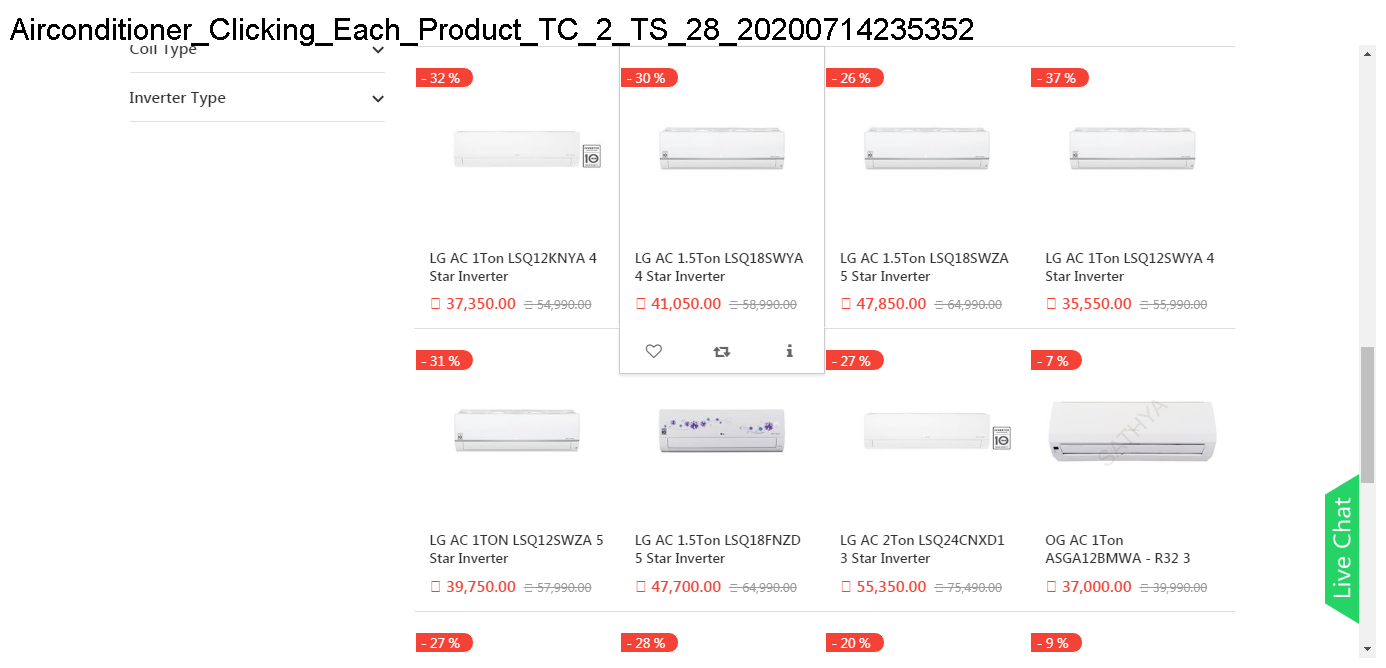 Airconditioner_Clicking_Each_Product_TC_2_TS_28_20200714235352
Coil Type
Inverter Type
- 32 %
- 30 %
- 26 %
- 37 %
LG AC 1Ton LSQ12KNYA 4
Star Inverter
37,350.00 54,990.00
LG AC 1.5Ton LSQ18SWYA
4 Star Inverter
41,050.00 58,990.00
LG AC 1.5Ton LSQ18SWZA
5 Star Inverter
47,850.00 64,990.00
LG AC 1Ton LSQ12SWYA 4
Star Inverter
35,550.00 55,990.00
- 31 %
- 27 %
- 7 %
SATHYA
LG AC 1TON LSQ12SWZA 5
Star Inverter
39,750.00 57,990.00
LG AC 1.5Ton LSQ18FNZD
5 Star Inverter
47,700.00 64,990.00
LG AC 2Ton LSQ24CNXD1
3 Star Inverter
55,350.00 75,490.00
OG AC 1Ton
ASGA12BMWA - R32 3
37,000.00 39,990.00
- 27 %
- 28 %
- 20 %
- 9 %
Live Chat